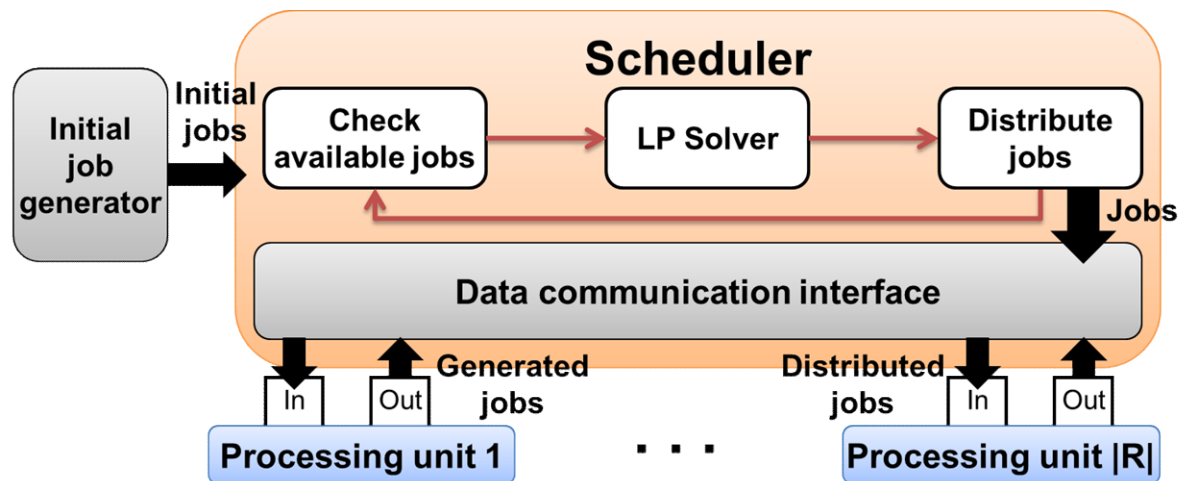 Scheduler
Initial
jobs
Initial
job
generator
Check
available jobs
LP Solver
Distribute
jobs
Jobs
Data communication interface
Generated
jobs
Distributed
jobs
In
Out
In
Out
Processing unit 1
. . .
Processing unit |R|